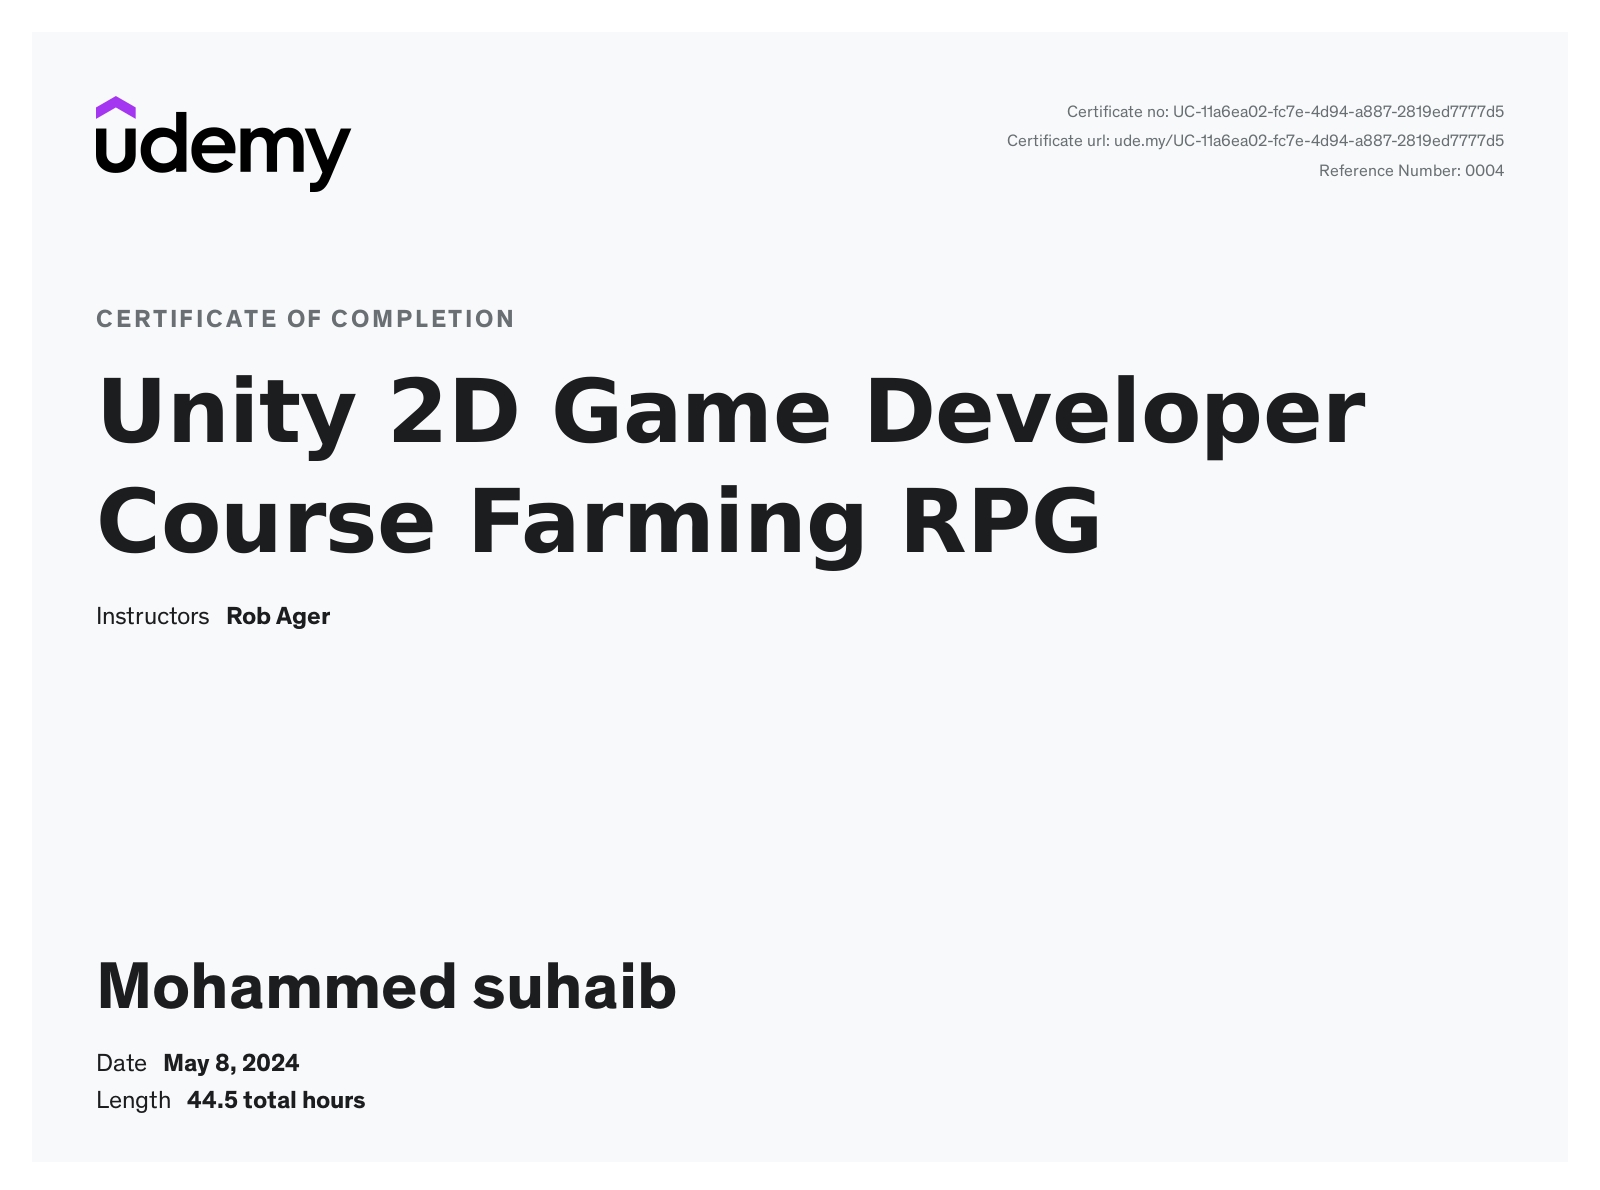 udemy
Certificate no: UC-11a6ea02-fc7e-4d94-a887-2819ed7777d5
Certificate url: ude.my/UC-11a6ea02-fc7e-4d94-a887-2819ed7777d5
Reference Number: 0004
CERTIFICATE OF COMPLETION
Unity 2D Game Developer
Course Farming RPG
Instructors Rob Ager
Mohammed suhaib
Date May 8, 2024
Length 44.5 total hours